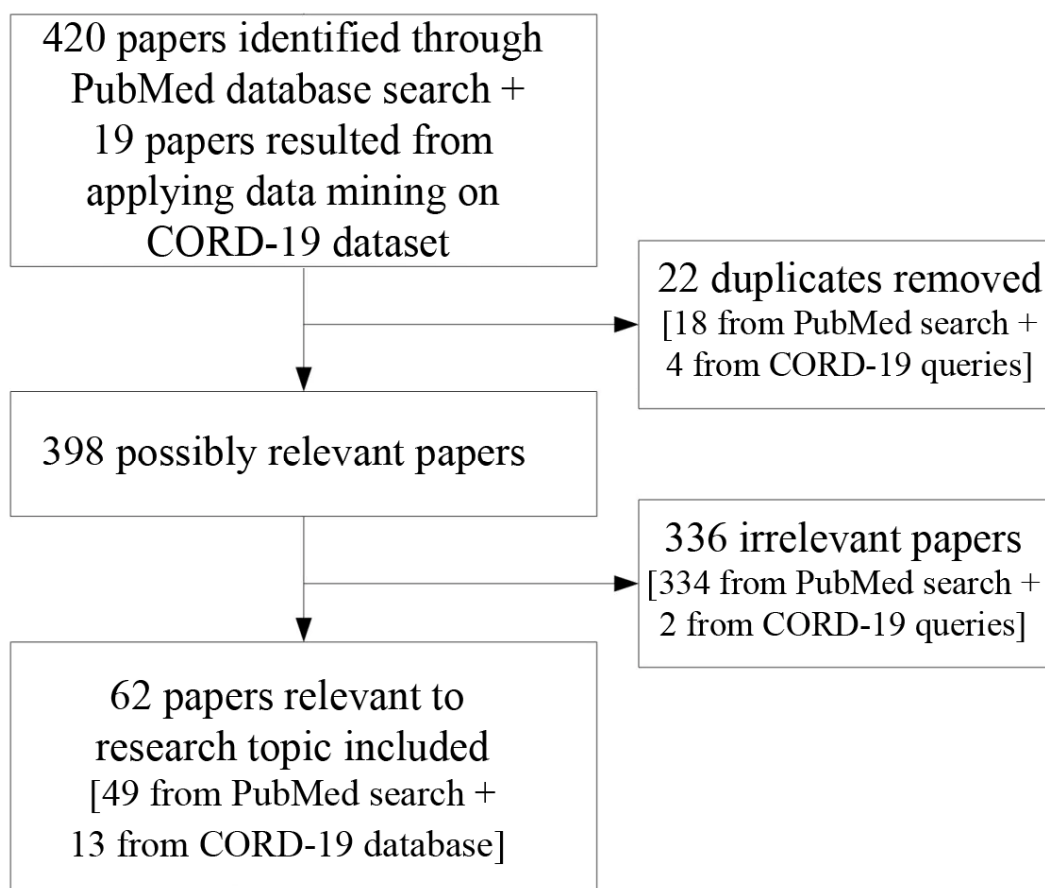 420 papers identified through
PubMed database search +
19 papers resulted from
applying data mining on
CORD-19 dataset
22 duplicates removed
[18 from PubMed search +
4 from CORD-19 queries]
398 possibly relevant papers
336 irrelevant papers
[334 from PubMed search +
2 from CORD-19 queries]
62 papers relevant to
research topic included
[49 from PubMed search +
13 from CORD-19 database]